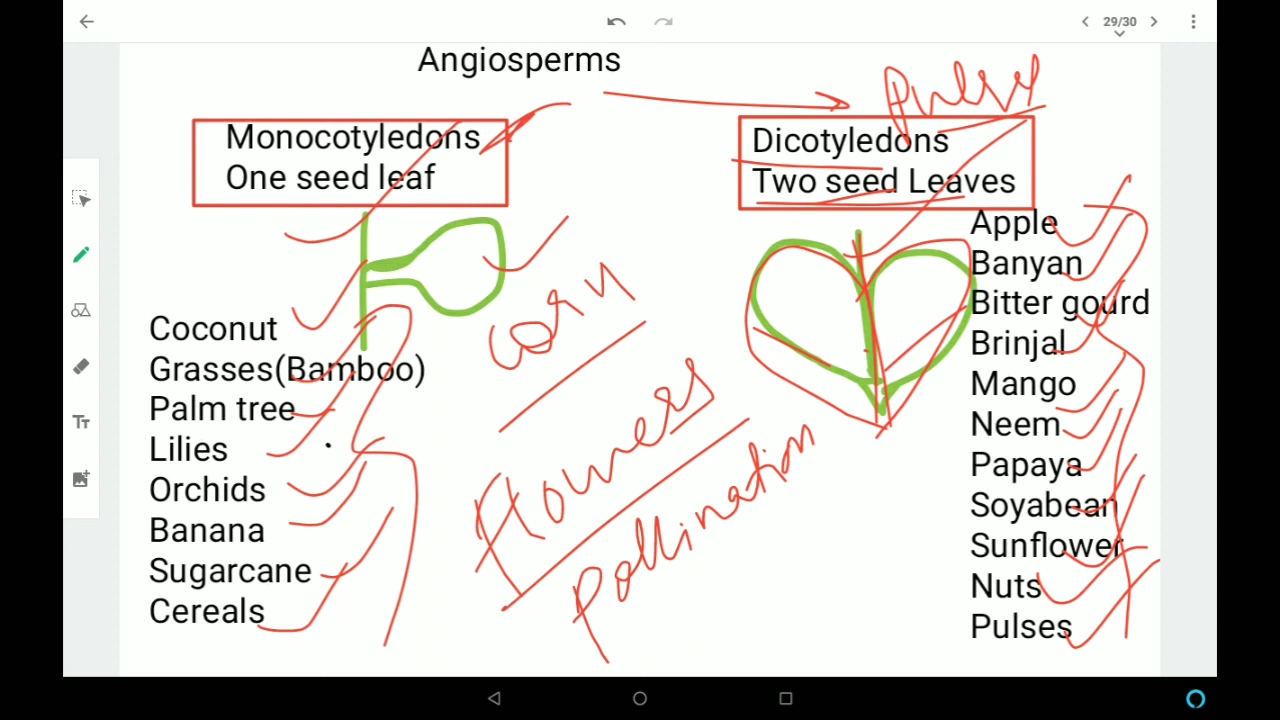 29/30
Angiosperms
pulses
Monocotyledons
One seed leaf
Dicotyledons
Two seed Leaves
corn
Flowers
Pollination
Coconut
Grasses(Bamboo)
Palm tree
Lilies
Orchids
Banana
Sugarcane
Cereals
Apple
Banyan
Bitter gourd
Brinjal
Mango
Neem
Papaya
Soyabean
Sunflower
Nuts
Pulses
TT